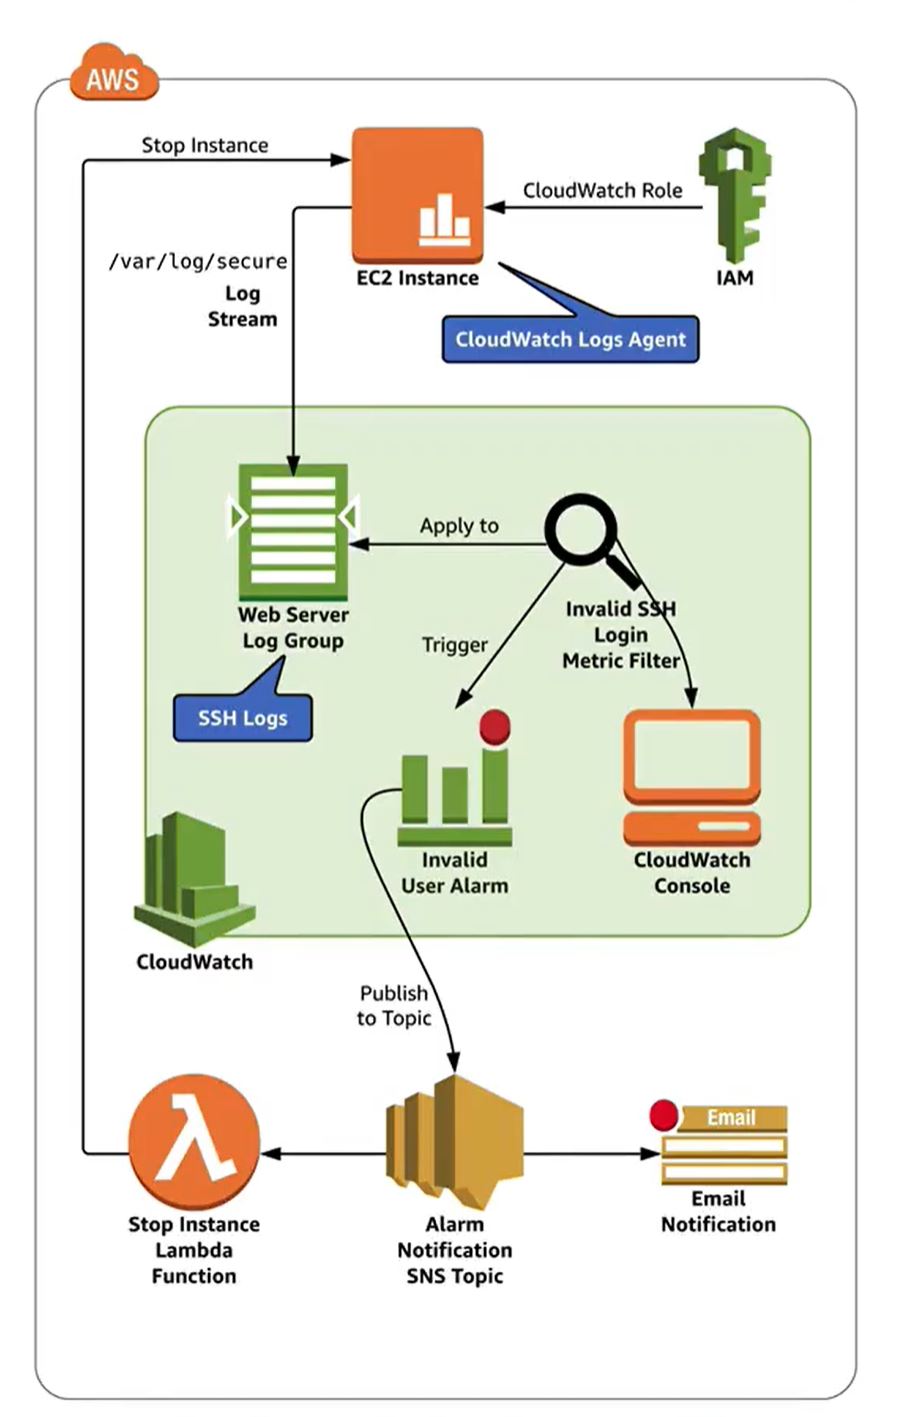 AWS
Stop Instance
CloudWatch Role
/var/log/secure
Log
Stream
EC2 Instance
IAM
CloudWatch Logs Agent
Apply to
Web Server
Log Group
Invalid SSH
Login
Metric Filter
Trigger
SSH Logs
Invalid
User Alarm
CloudWatch
Console
CloudWatch
Publish
to Topic
Email
Stop Instance
Lambda
Function
Alarm
Notification
SNS Topic
Email
Notification